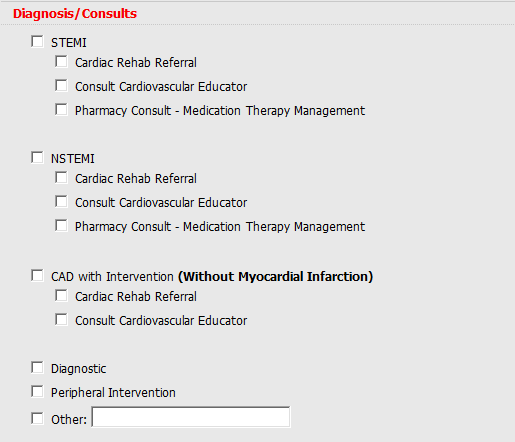 Diagnosis/Consults
STEMI
Cardiac Rehab Referral
Consult Cardiovascular Educator
Pharmacy Consult - Medication Therapy Management
NSTEMI
Cardiac Rehab Referral
Consult Cardiovascular Educator
Pharmacy Consult - Medication Therapy Management
CAD with Intervention (Without Myocardial Infarction)
Cardiac Rehab Referral
Consult Cardiovascular Educator
Diagnostic
Peripheral Intervention
Other: